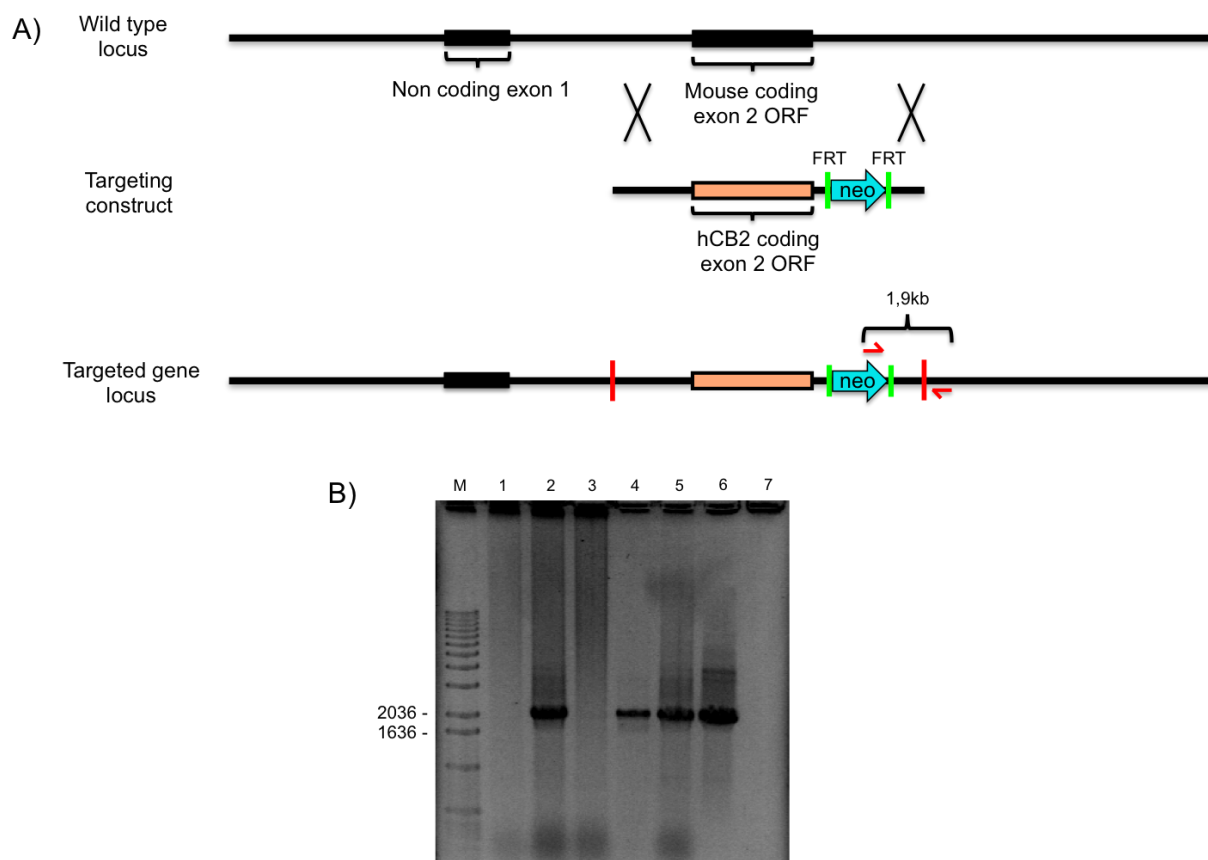 A)
Wild type
locus
Non coding exon 1
Mouse coding
exon 2 ORF
FRT FRT
Targeting
construct
neo
hCB2 coding
exon 2 ORF
1,9kb
Targeted gene
locus
neo
B)
M 1 2 3 4 5 6 7
2036 -
1636 -